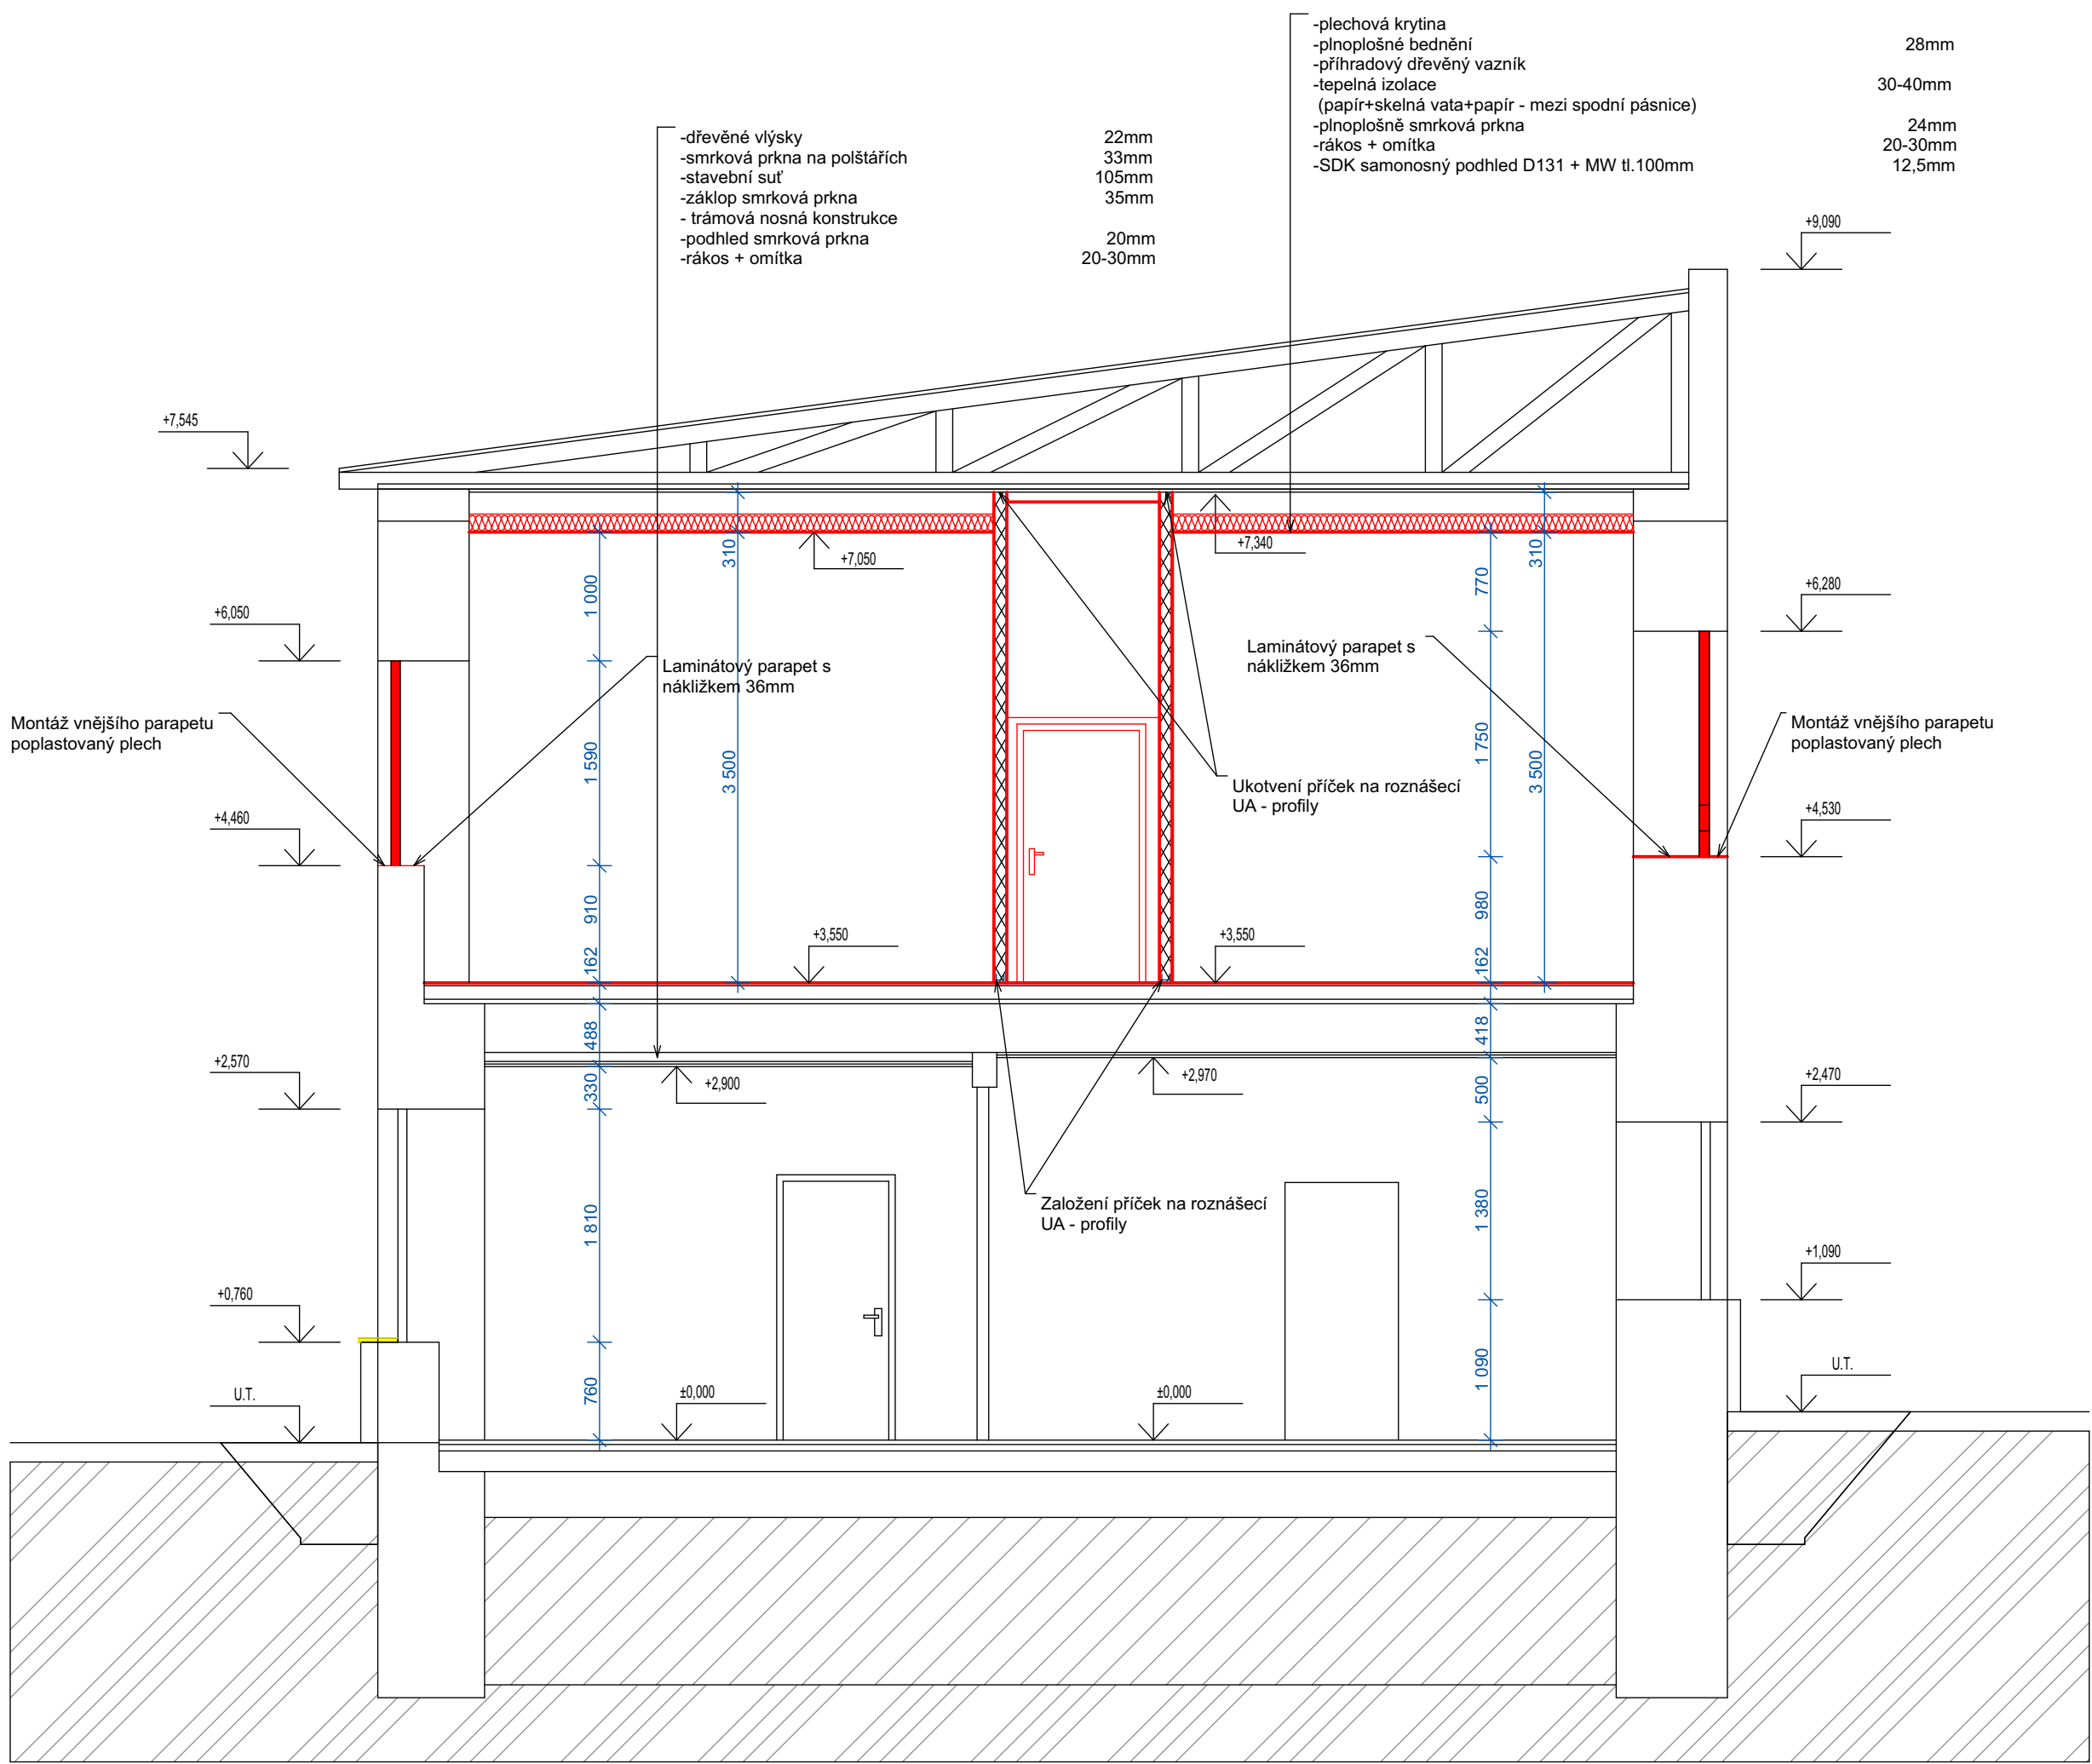 -plechová krytina
-plnoplošné bednění 28mm
-příhradový dřevěný vazník
-tepelná izolace 30-40mm
(papír+skelná vata+papír - mezi spodní pásnice)
-plnoplošně smrková prkna 24mm
-rákos + omítka 20-30mm
-SDK samonosný podhled D131 + MW tl.100mm 12,5mm
-dřevěné vlýsky 22mm
-smrková prkna na polštářích 33mm
-stavební suť 105mm
-záklop smrková prkna 35mm
- trámová nosná konstrukce
-podhled smrková prkna 20mm
-rákos + omítka 20-30mm
+9,090
+7,545
+7,050
+7,340
310
310
1 000
770
+6,050
+6,280
Laminátový parapet s
nákližkem 36mm
Laminátový parapet s
nákližkem 36mm
Montáž vnějšího parapetu
poplastovaný plech
Montáž vnějšího parapetu
poplastovaný plech
1 590
3 500
1 750
3 500
Ukotvení příček na roznášecí
UA - profily
+4,460
+4,530
910
980
+3,550
+3,550
162
162
488
418
+2,570
+2,900
+2,970
+2,470
330
500
Založení příček na roznášecí
UA - profily
1 810
1 380
+0,760
+1,090
760
1 090
U.T.
±0,000
±0,000
U.T.